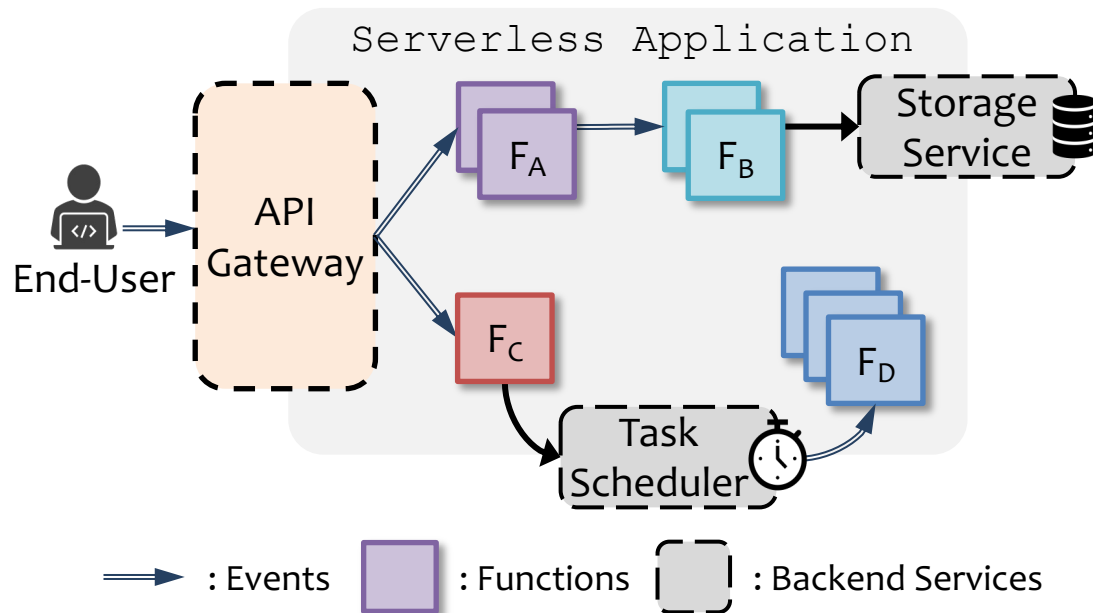 Serverless Application
Storage
Service
F_A
F_B
API
Gateway
</>
End-User
F_C
F_D
Task
Scheduler
: Events
: Functions
: Backend Services